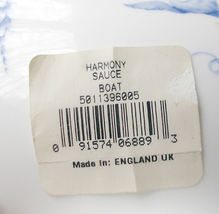 HARMONY
SAUCE
BOAT
5011396005
0 91574 06889 3
Made in: ENGLAND UK